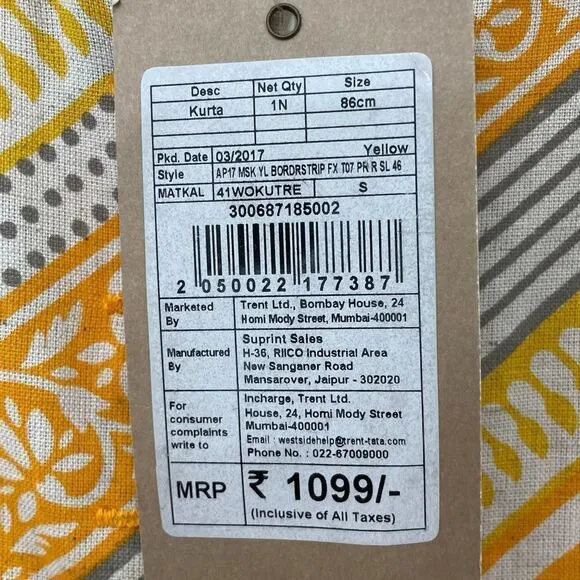 Desc Net Qty Size
Kurta 1N 86cm
Pkd. Date 03/2017 Yellow
Style AP17 MSK YL BORDRSTRIP FX T07 PR R SL 46
MATKAL 41WOKUTRE S
300687185002
2 050022 177387
Marketed By
Trent Ltd., Bombay House, 24
Homi Mody Street, Mumbai-400001
Manufactured By
Suprint Sales
H-36, RIICO Industrial Area
New Sanganer Road
Mansarover, Jaipur - 302020
For
consumer
complaints
write to
Incharge, Trent Ltd.
House, 24, Homi Mody Street
Mumbai-400001
Email : westsidehelp@trent-tata.com
Phone No. : 022-67009000
MRP ₹ 1099/-
(Inclusive of All Taxes)